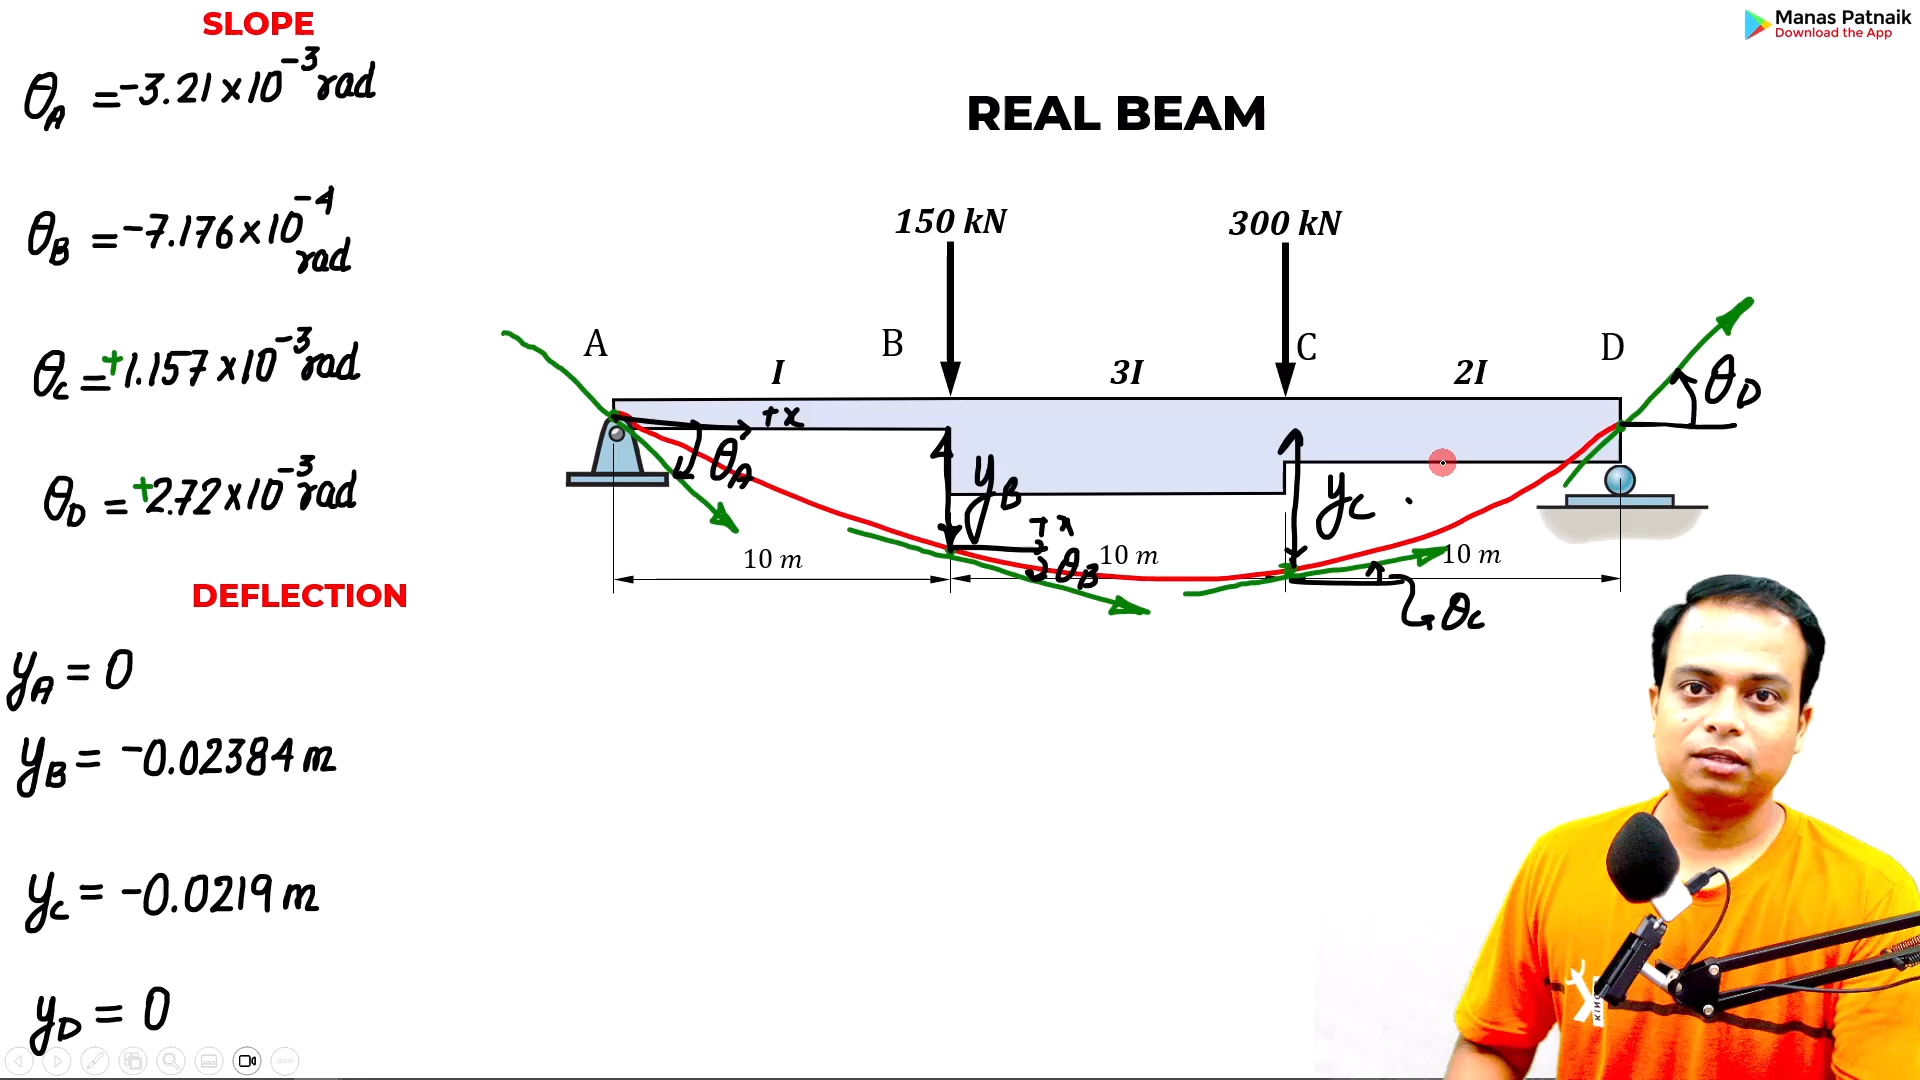 SLOPE
θA = -3.21×10^-3 rad
θB = -7.176×10^-4 rad
θC = +1.157×10^-3 rad
θD = +2.72×10^-3 rad
DEFLECTION
yA = 0
yB = -0.02384 m
yC = -0.0219 m
yD = 0
Manas Patnaik
Download the App
REAL BEAM
150 kN
300 kN
A
B
C
D
I
3I
2I
+x
θA
yB
yC
θD
+x
θB
θC
10 m
10 m
10 m